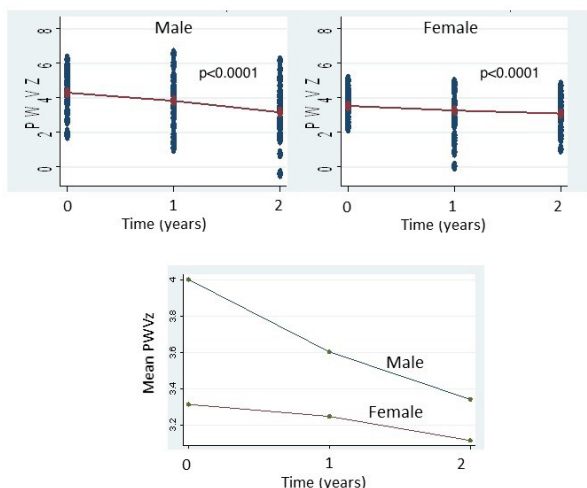 Male
8
6
4
2
0
PWVZ
p<0.0001
0 1 2
Time (years)
Female
8
6
4
2
0
PWVZ
p<0.0001
0 1 2
Time (years)
4
3.8
3.6
3.4
3.2
Mean PWVz
Male
Female
0 1 2
Time (years)